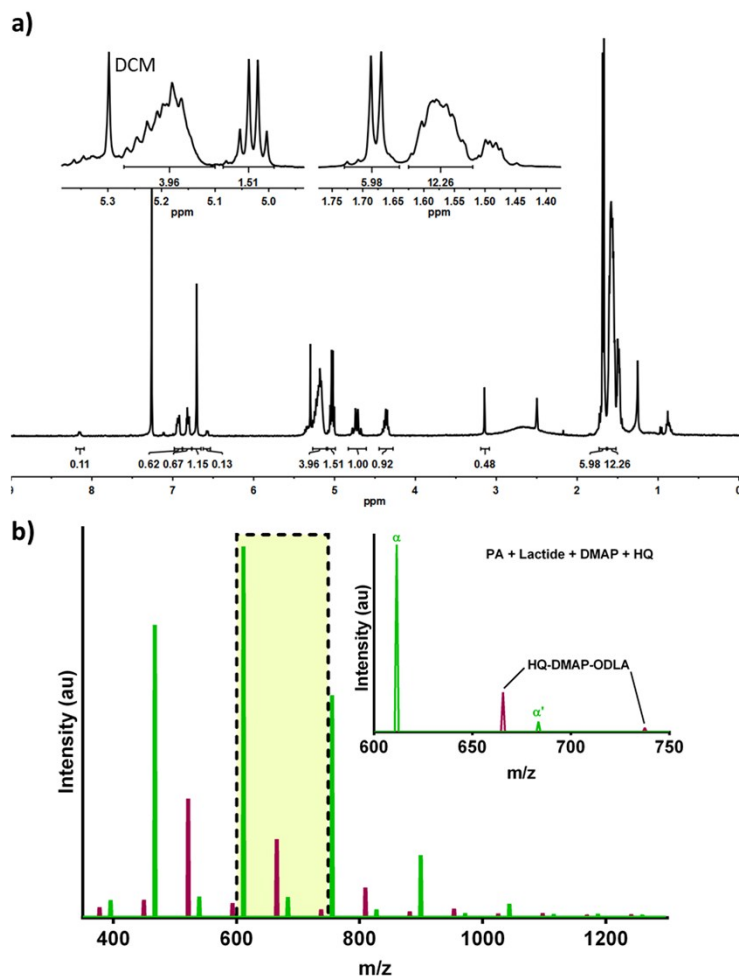 a)
DCM
3.96
1.51
5.98
12.26
5.3 5.2 5.1 5.0
ppm
1.75 1.70 1.65 1.60 1.55 1.50 1.45 1.40
ppm
0.11
0.62 0.67 1.15 0.13
3.96 1.51 1.00 0.92
0.48
5.98 12.26
9 8 7 6 5 4 3 2 1 0
ppm
b)
Intensity (au)
400 600 800 1000 1200
m/z
α
PA + Lactide + DMAP + HQ
HQ-DMAP-ODLA
α'
Intensity (au)
600 650 700 750
m/z